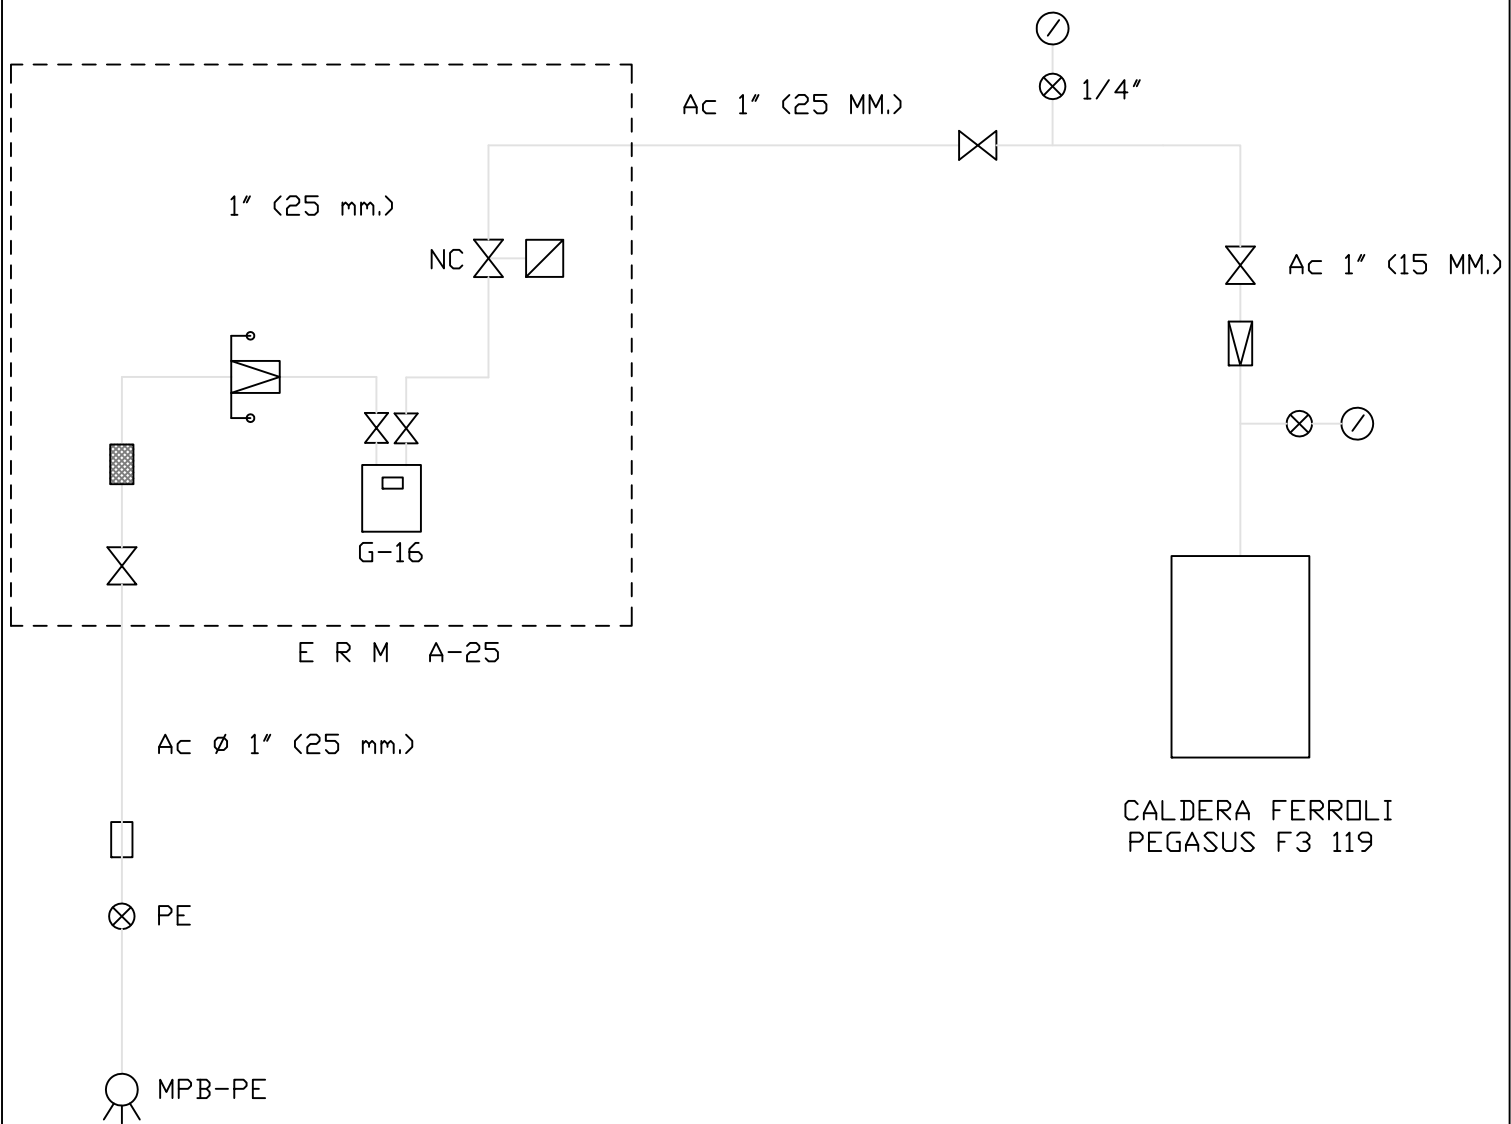 1/4"
Ac 1" (25 MM.)
1" (25 mm.)
NC
Ac 1" (15 MM.)
G-16
E R M A-25
Ac Ø 1" (25 mm.)
CALDERA FERROLI
PEGASUS F3 119
PE
MPB-PE